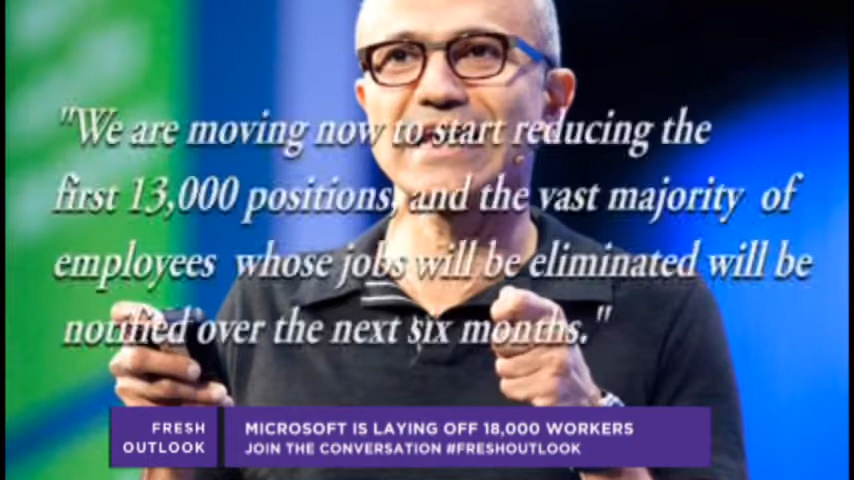 "We are moving now to start reducing the
first 13,000 positions, and the vast majority of
employees whose jobs will be eliminated will be
notified over the next six months."
FRESH
OUTLOOK
MICROSOFT IS LAYING OFF 18,000 WORKERS
JOIN THE CONVERSATION #FRESHOUTLOOK